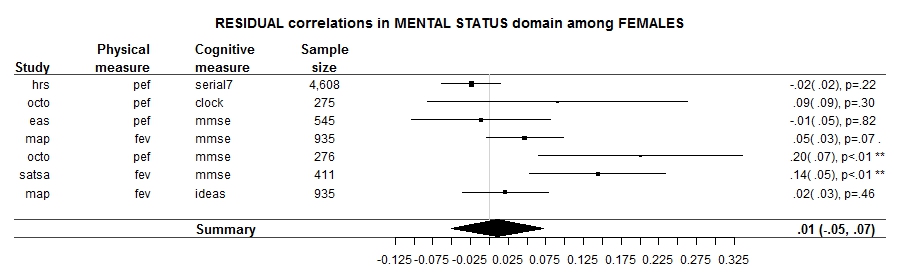 RESIDUAL correlations in MENTAL STATUS domain among FEMALES
Physical Cognitive Sample
Study measure measure size
hrs pef serial7 4,608 -.02( .02), p=.22
octo pef clock 275 .09( .09), p=.30
eas pef mmse 545 -.01( .05), p=.82
map fev mmse 935 .05( .03), p=.07 .
octo pef mmse 276 .20( .07), p<.01 **
satsa fev mmse 411 .14( .05), p<.01 **
map fev ideas 935 .02( .03), p=.46
Summary .01 (-.05, .07)
-0.125 -0.075 -0.025 0.025 0.075 0.125 0.175 0.225 0.275 0.325